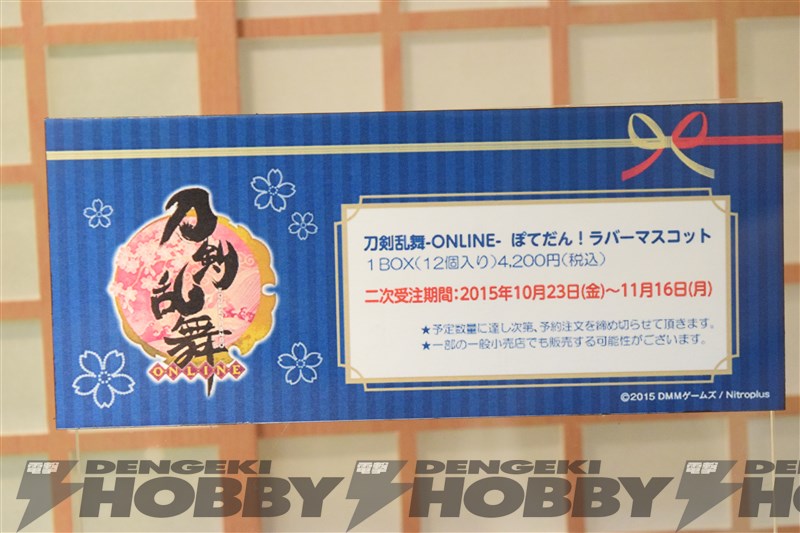 刀剣乱舞
ONLINE
刀剣乱舞-ONLINE- ぽてだん！ラバーマスコット
１BOX（12個入り）4,200円（税込）
二次受注期間：2015年10月23日(金)～11月16日(月)
★予定数量に達し次第、予約注文を締め切らせて頂きます。
★一部の一般小売店でも販売する可能性がございます。
©2015 DMMゲームズ / Nitroplus
電撃 DENGEKI HOBBY 電撃 DENGEKI HOBBY 電撃 DENGEKI HOBBY